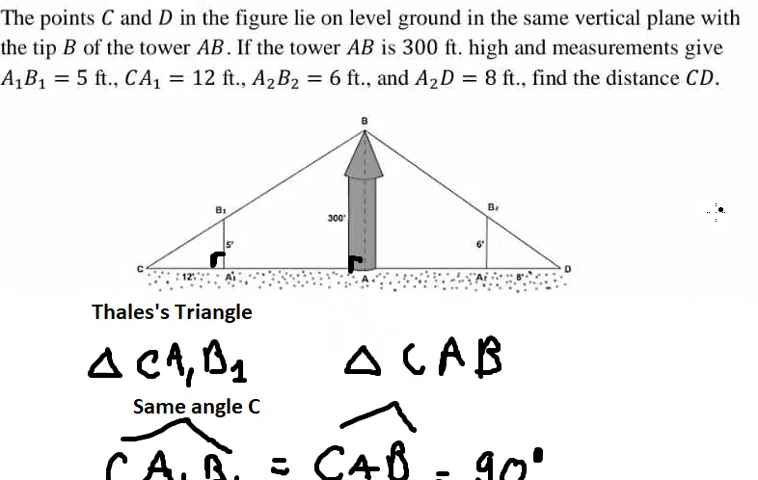 The points C and D in the figure lie on level ground in the same vertical plane with
the tip B of the tower AB. If the tower AB is 300 ft. high and measurements give
A₁B₁ = 5 ft., CA₁ = 12 ft., A₂B₂ = 6 ft., and A₂D = 8 ft., find the distance CD.
B
B₁
B₂
300'
5'
6'
C
D
12'
A₁
A
A₂
8'
Thales's Triangle
Δ CA₁B₁ Δ CAB
Same angle C
CA₁B₁ = CAB = 90°